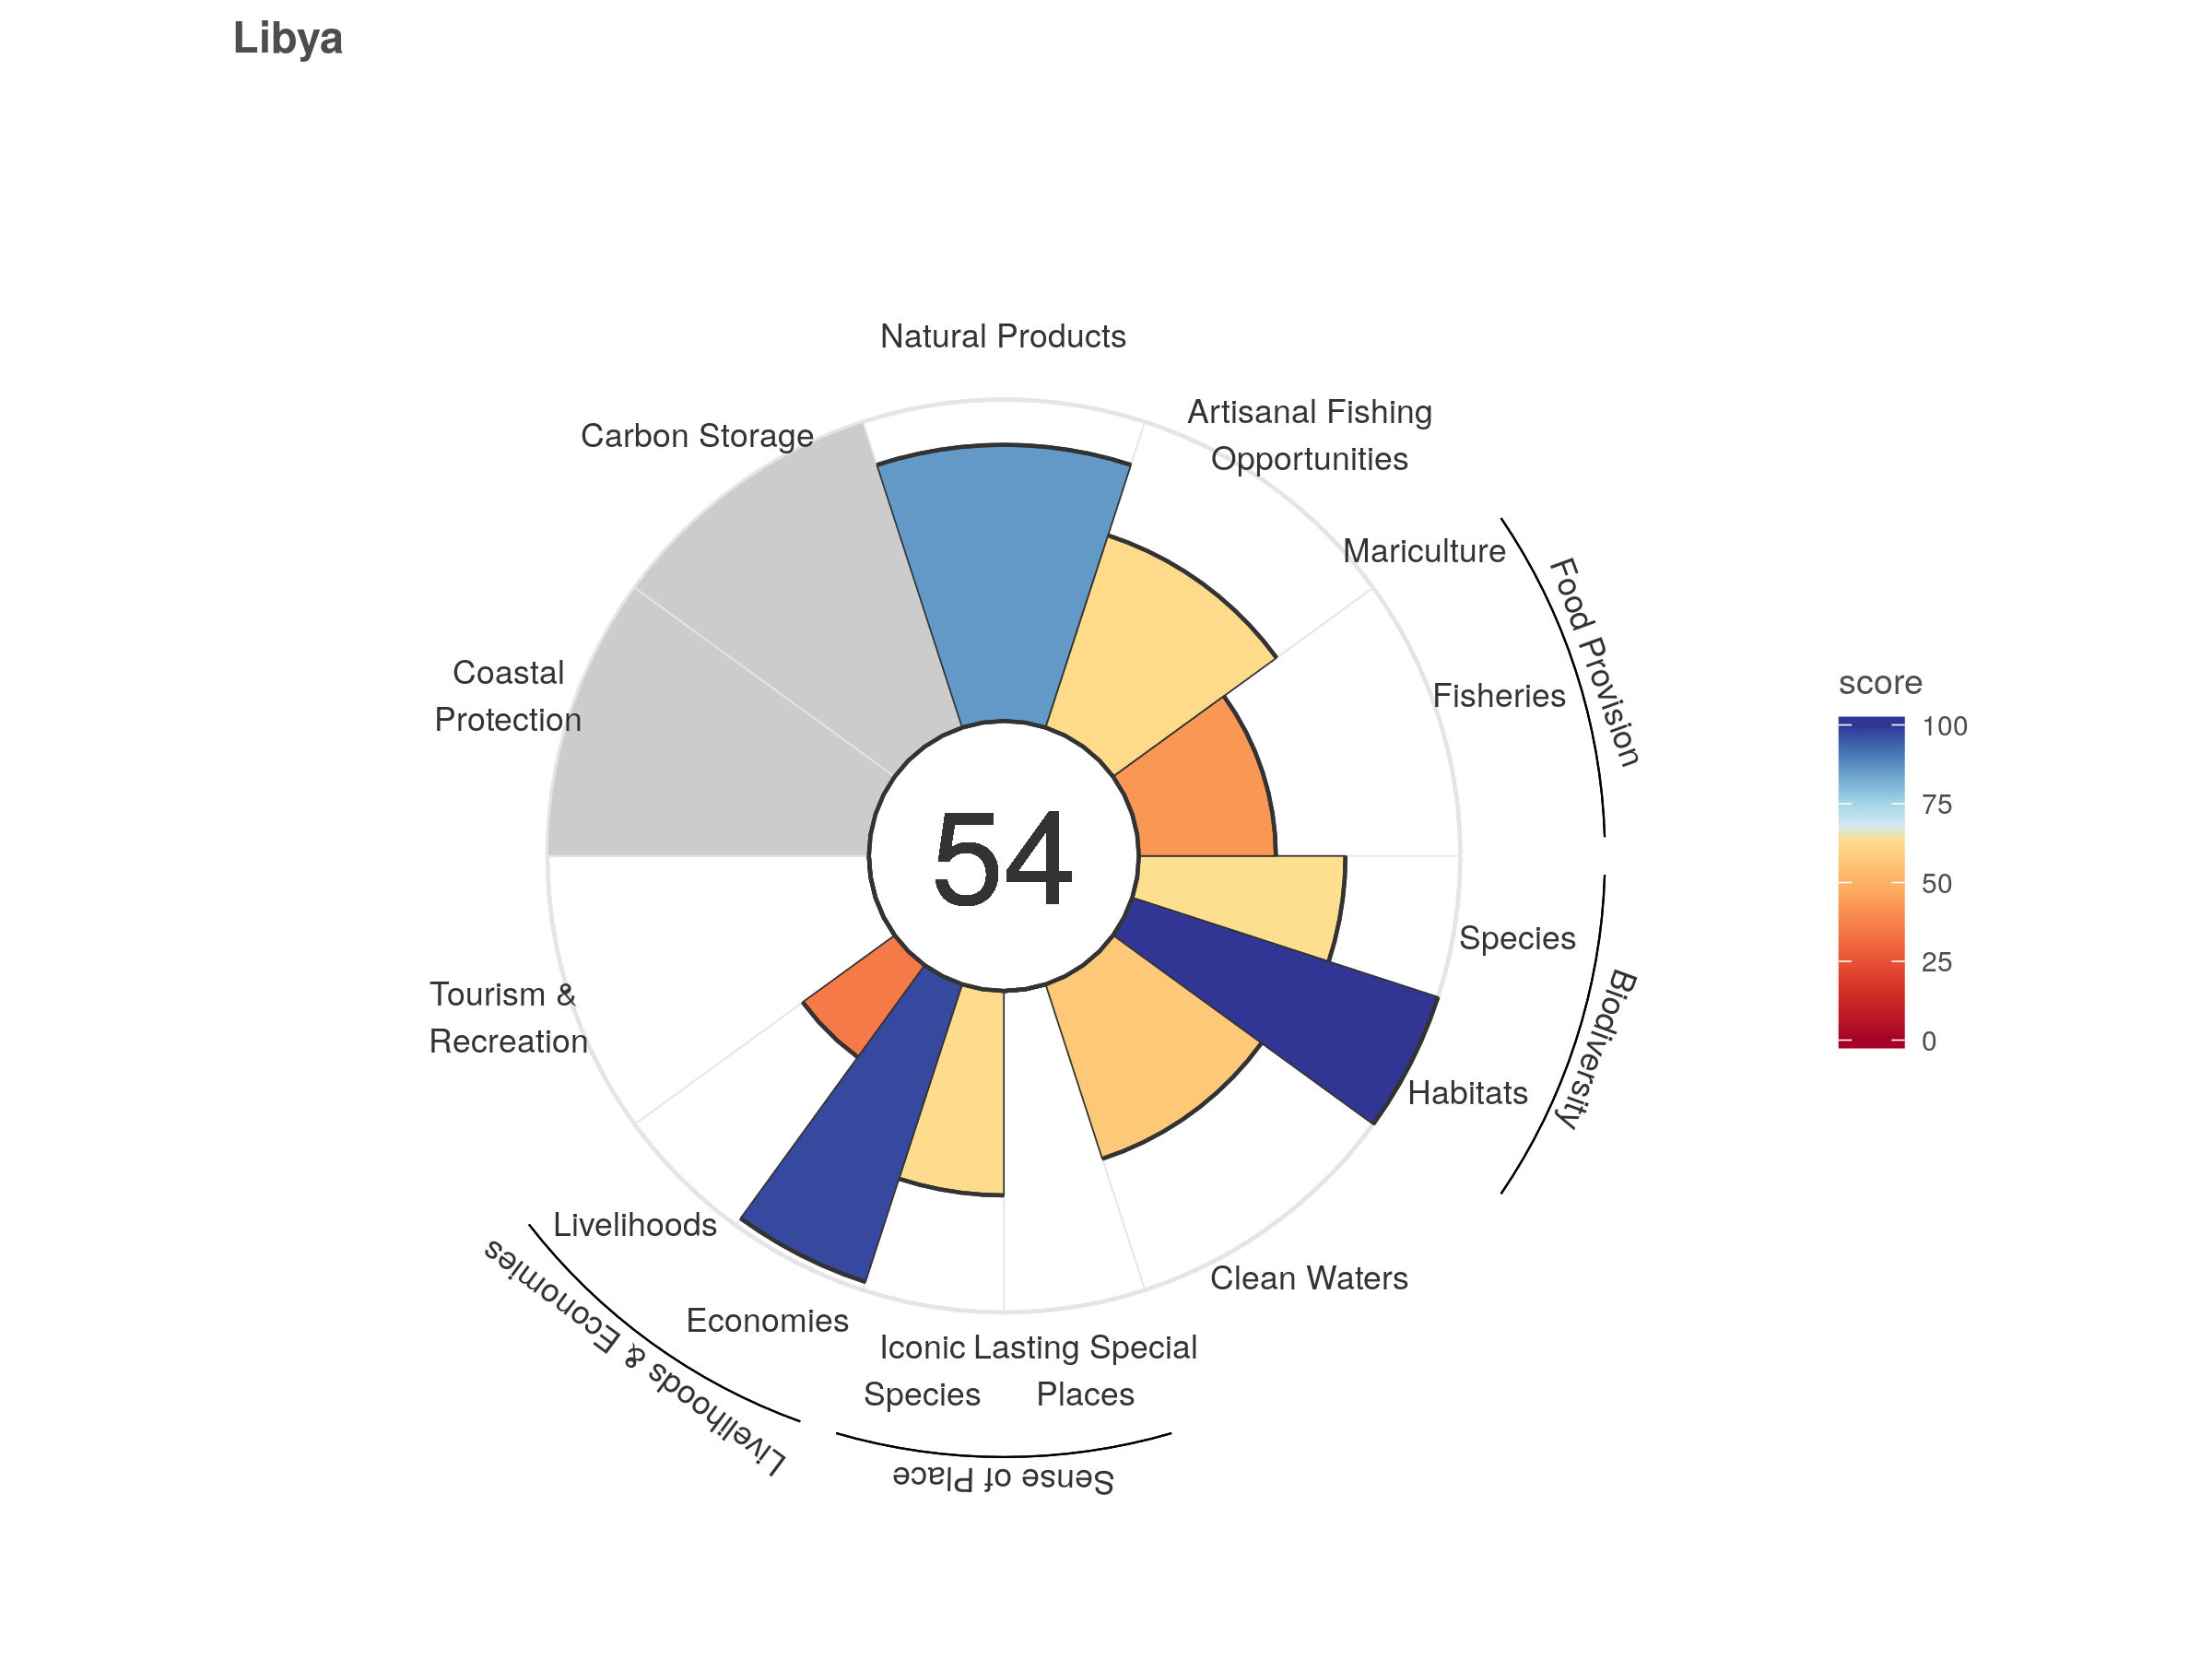 Libya
Natural Products
Carbon Storage
Artisanal Fishing
Opportunities
Mariculture
Food Provision
Fisheries
Coastal
Protection
score
100
75
50
25
0
54
Species
Biodiversity
Tourism &
Recreation
Habitats
Livelihoods
Clean Waters
Livelihoods & Economies
Economies
Iconic
Species
Lasting Special
Places
Sense of Place